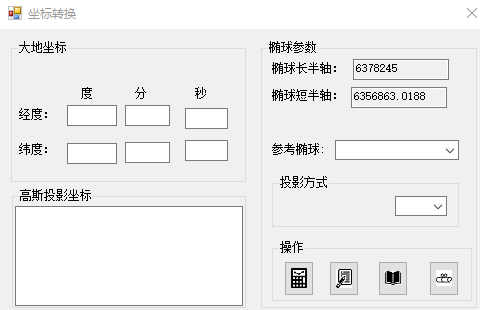 坐标转换
大地坐标
度 分 秒
经度：
纬度：
高斯投影坐标
椭球参数
椭球长半轴： 6378245
椭球短半轴： 6356863.0188
参考椭球:
投影方式
操作